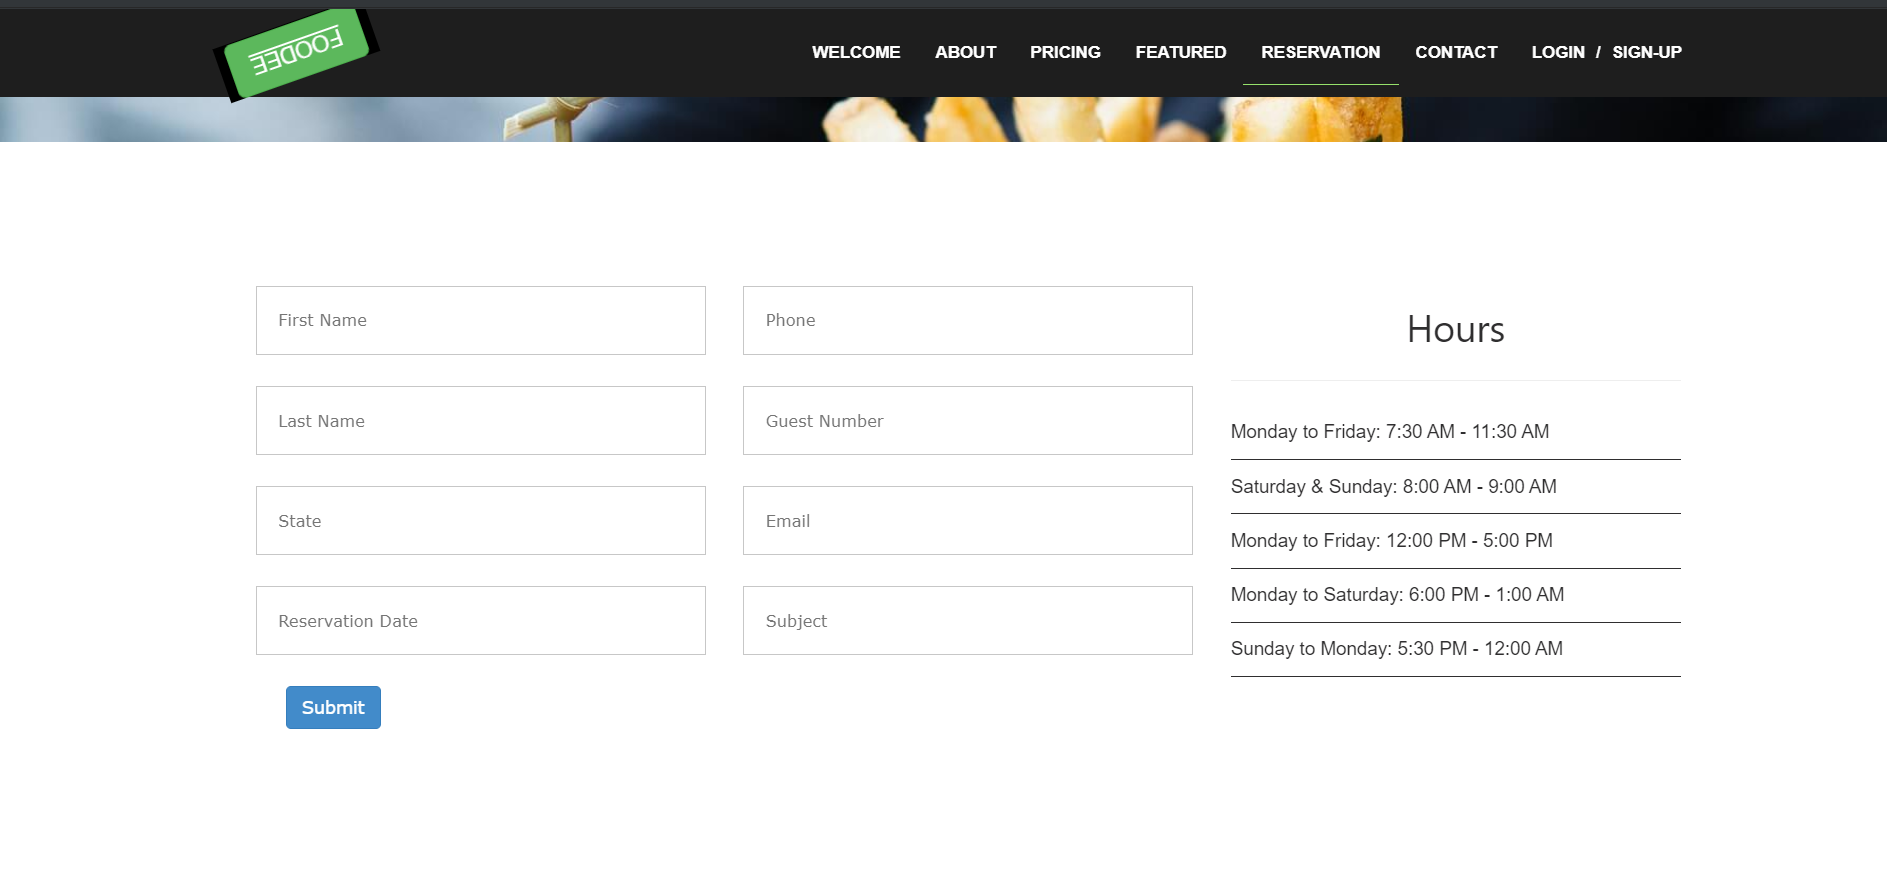 FOODEE
WELCOME ABOUT PRICING FEATURED RESERVATION CONTACT LOGIN / SIGN-UP
First Name
Phone
Last Name
Guest Number
State
Email
Reservation Date
Subject
Submit
Hours
Monday to Friday: 7:30 AM - 11:30 AM
Saturday & Sunday: 8:00 AM - 9:00 AM
Monday to Friday: 12:00 PM - 5:00 PM
Monday to Saturday: 6:00 PM - 1:00 AM
Sunday to Monday: 5:30 PM - 12:00 AM